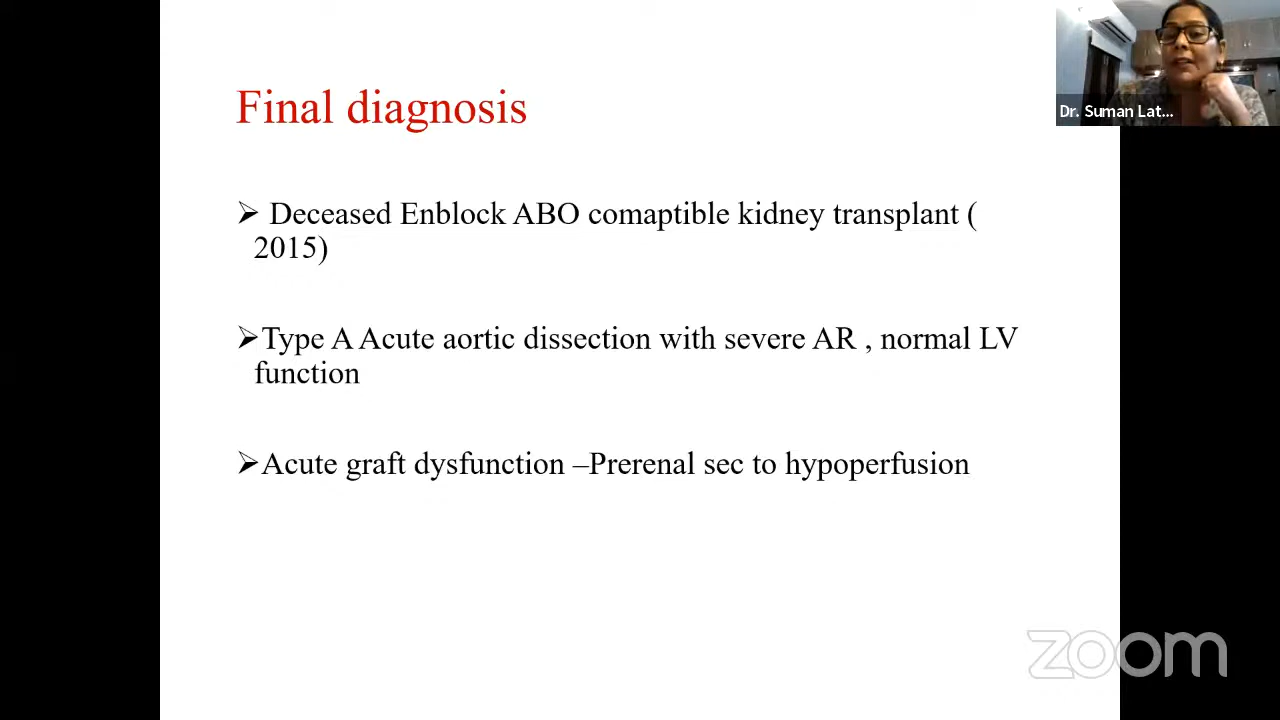 Final diagnosis
Dr. Suman Lat...
➢ Deceased Enblock ABO comaptible kidney transplant (
2015)
➢Type A Acute aortic dissection with severe AR , normal LV
function
➢Acute graft dysfunction –Prerenal sec to hypoperfusion
zoom